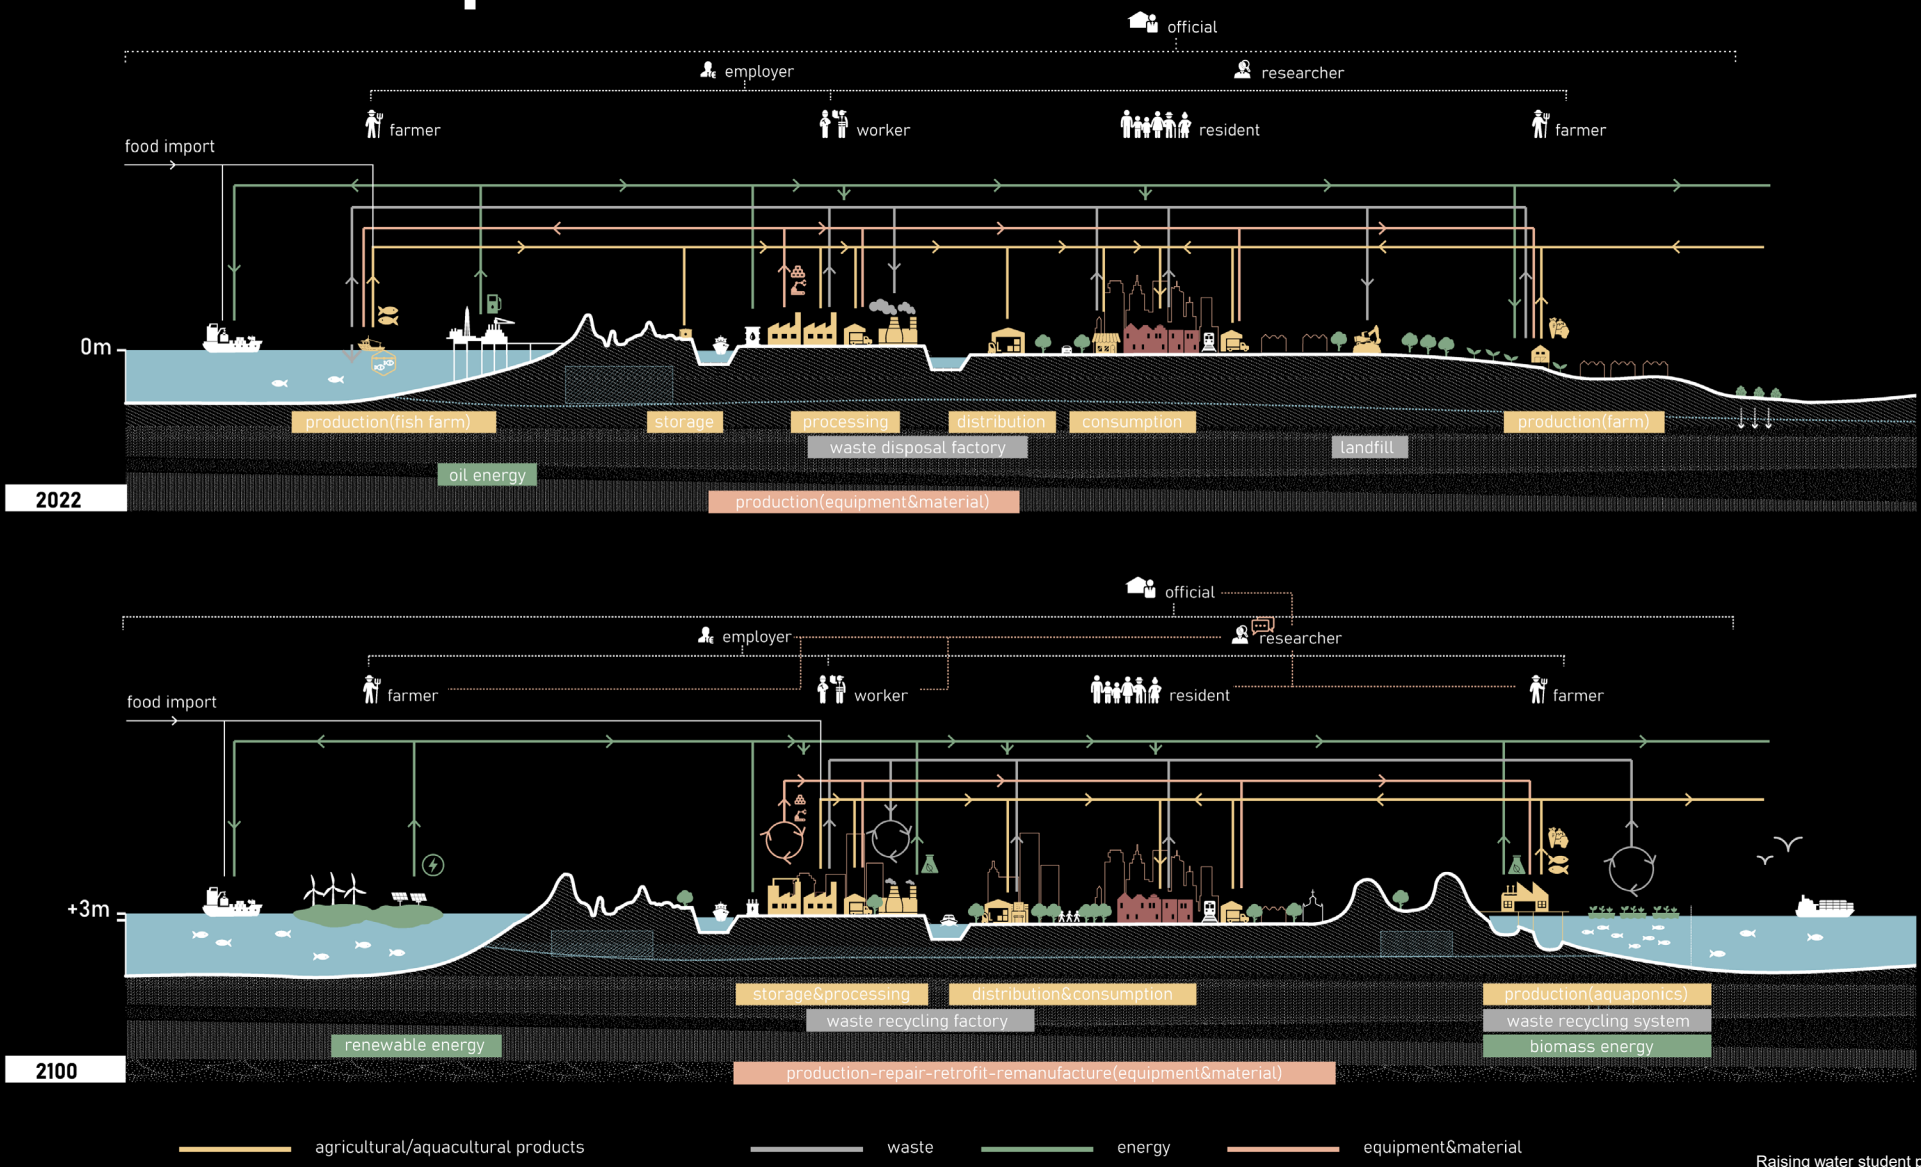 official
employer
researcher
farmer
worker
resident
farmer
food import
0m
production(fish farm)
storage
processing
distribution
consumption
production(farm)
waste disposal factory
landfill
oil energy
2022
production(equipment&material)
official
employer
researcher
farmer
worker
resident
farmer
food import
+3m
storage&processing
distribution&consumption
production(aquaponics)
waste recycling factory
waste recycling system
renewable energy
biomass energy
2100
production-repair-retrofit-remanufacture(equipment&material)
agricultural/aquacultural products
waste
energy
equipment&material
Raising water student